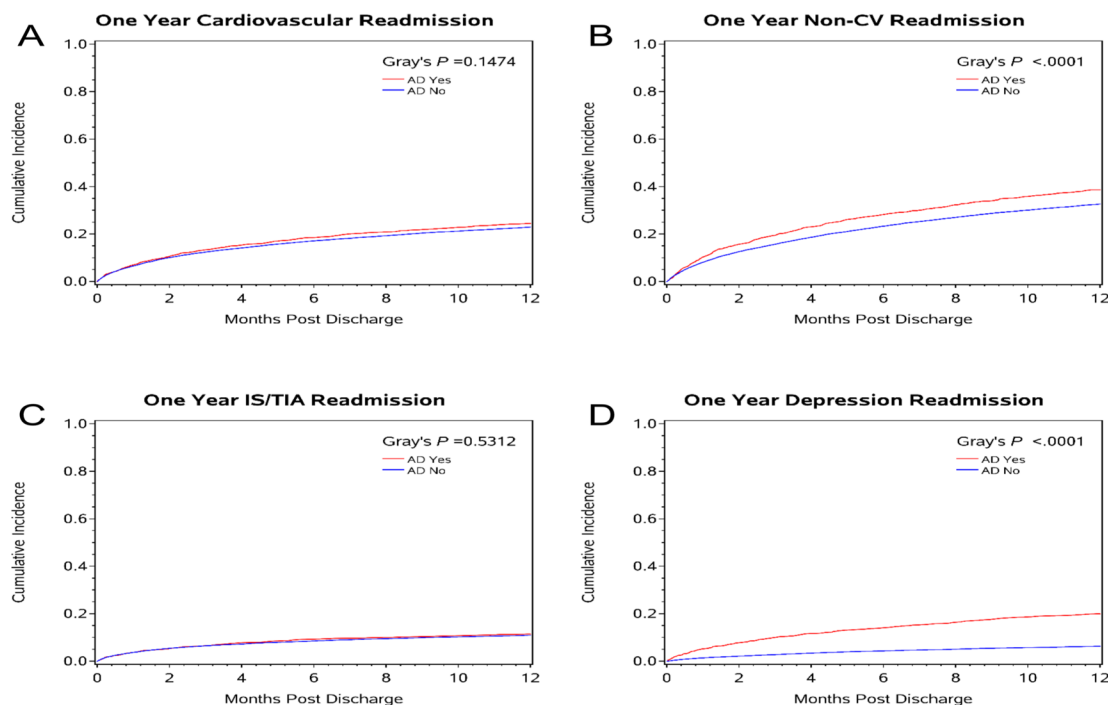 A
One Year Cardiovascular Readmission
Gray's P =0.1474
AD Yes
AD No
Cumulative Incidence
1.0
0.8
0.6
0.4
0.2
0.0
0 2 4 6 8 10 12
Months Post Discharge
B
One Year Non-CV Readmission
Gray's P <.0001
AD Yes
AD No
Cumulative Incidence
1.0
0.8
0.6
0.4
0.2
0.0
0 2 4 6 8 10 12
Months Post Discharge
C
One Year IS/TIA Readmission
Gray's P =0.5312
AD Yes
AD No
Cumulative Incidence
1.0
0.8
0.6
0.4
0.2
0.0
0 2 4 6 8 10 12
Months Post Discharge
D
One Year Depression Readmission
Gray's P <.0001
AD Yes
AD No
Cumulative Incidence
1.0
0.8
0.6
0.4
0.2
0.0
0 2 4 6 8 10 12
Months Post Discharge